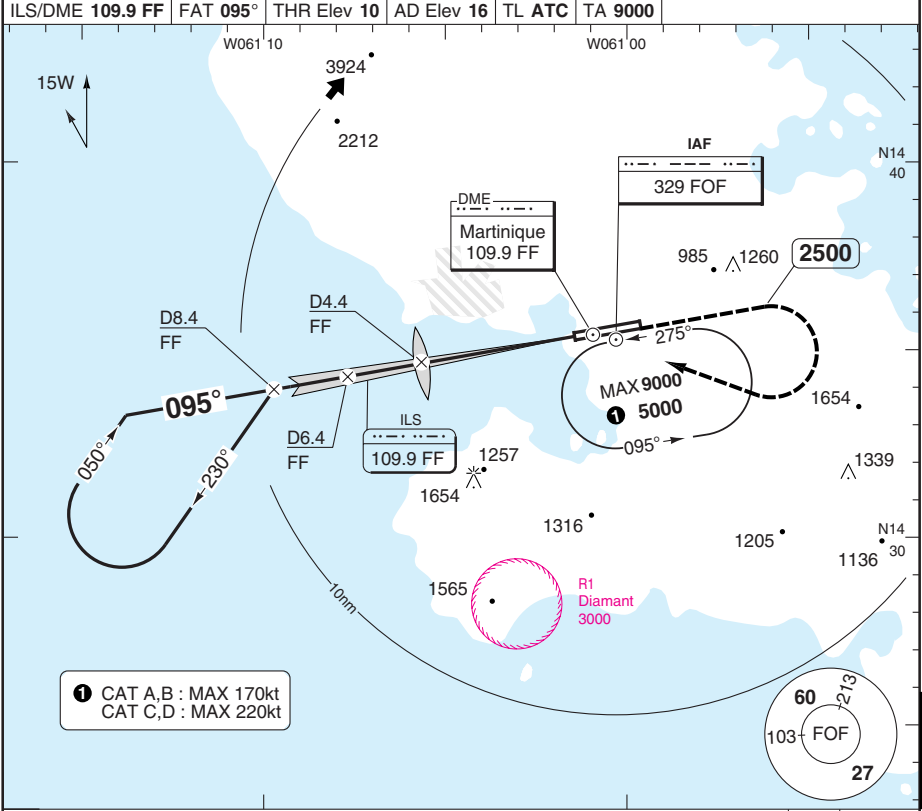 ILS/DME 109.9 FF FAT 095° THR Elev 10 AD Elev 16 TL ATC TA 9000
W061 10
W061 00
15W
3924
2212
N14
40
IAF
329 FOF
DME
Martinique
109.9 FF
985
1260
2500
D8.4
FF
D4.4
FF
275°
MAX 9000
1 5000
095°
1654
095°
050°
230°
D6.4
FF
ILS
109.9 FF
1257
1654
1339
1316
1205
N14
30
1136
1565
R1
Diamant
3000
10nm
1 CAT A,B : MAX 170kt
CAT C,D : MAX 220kt
60
213
103
FOF
27